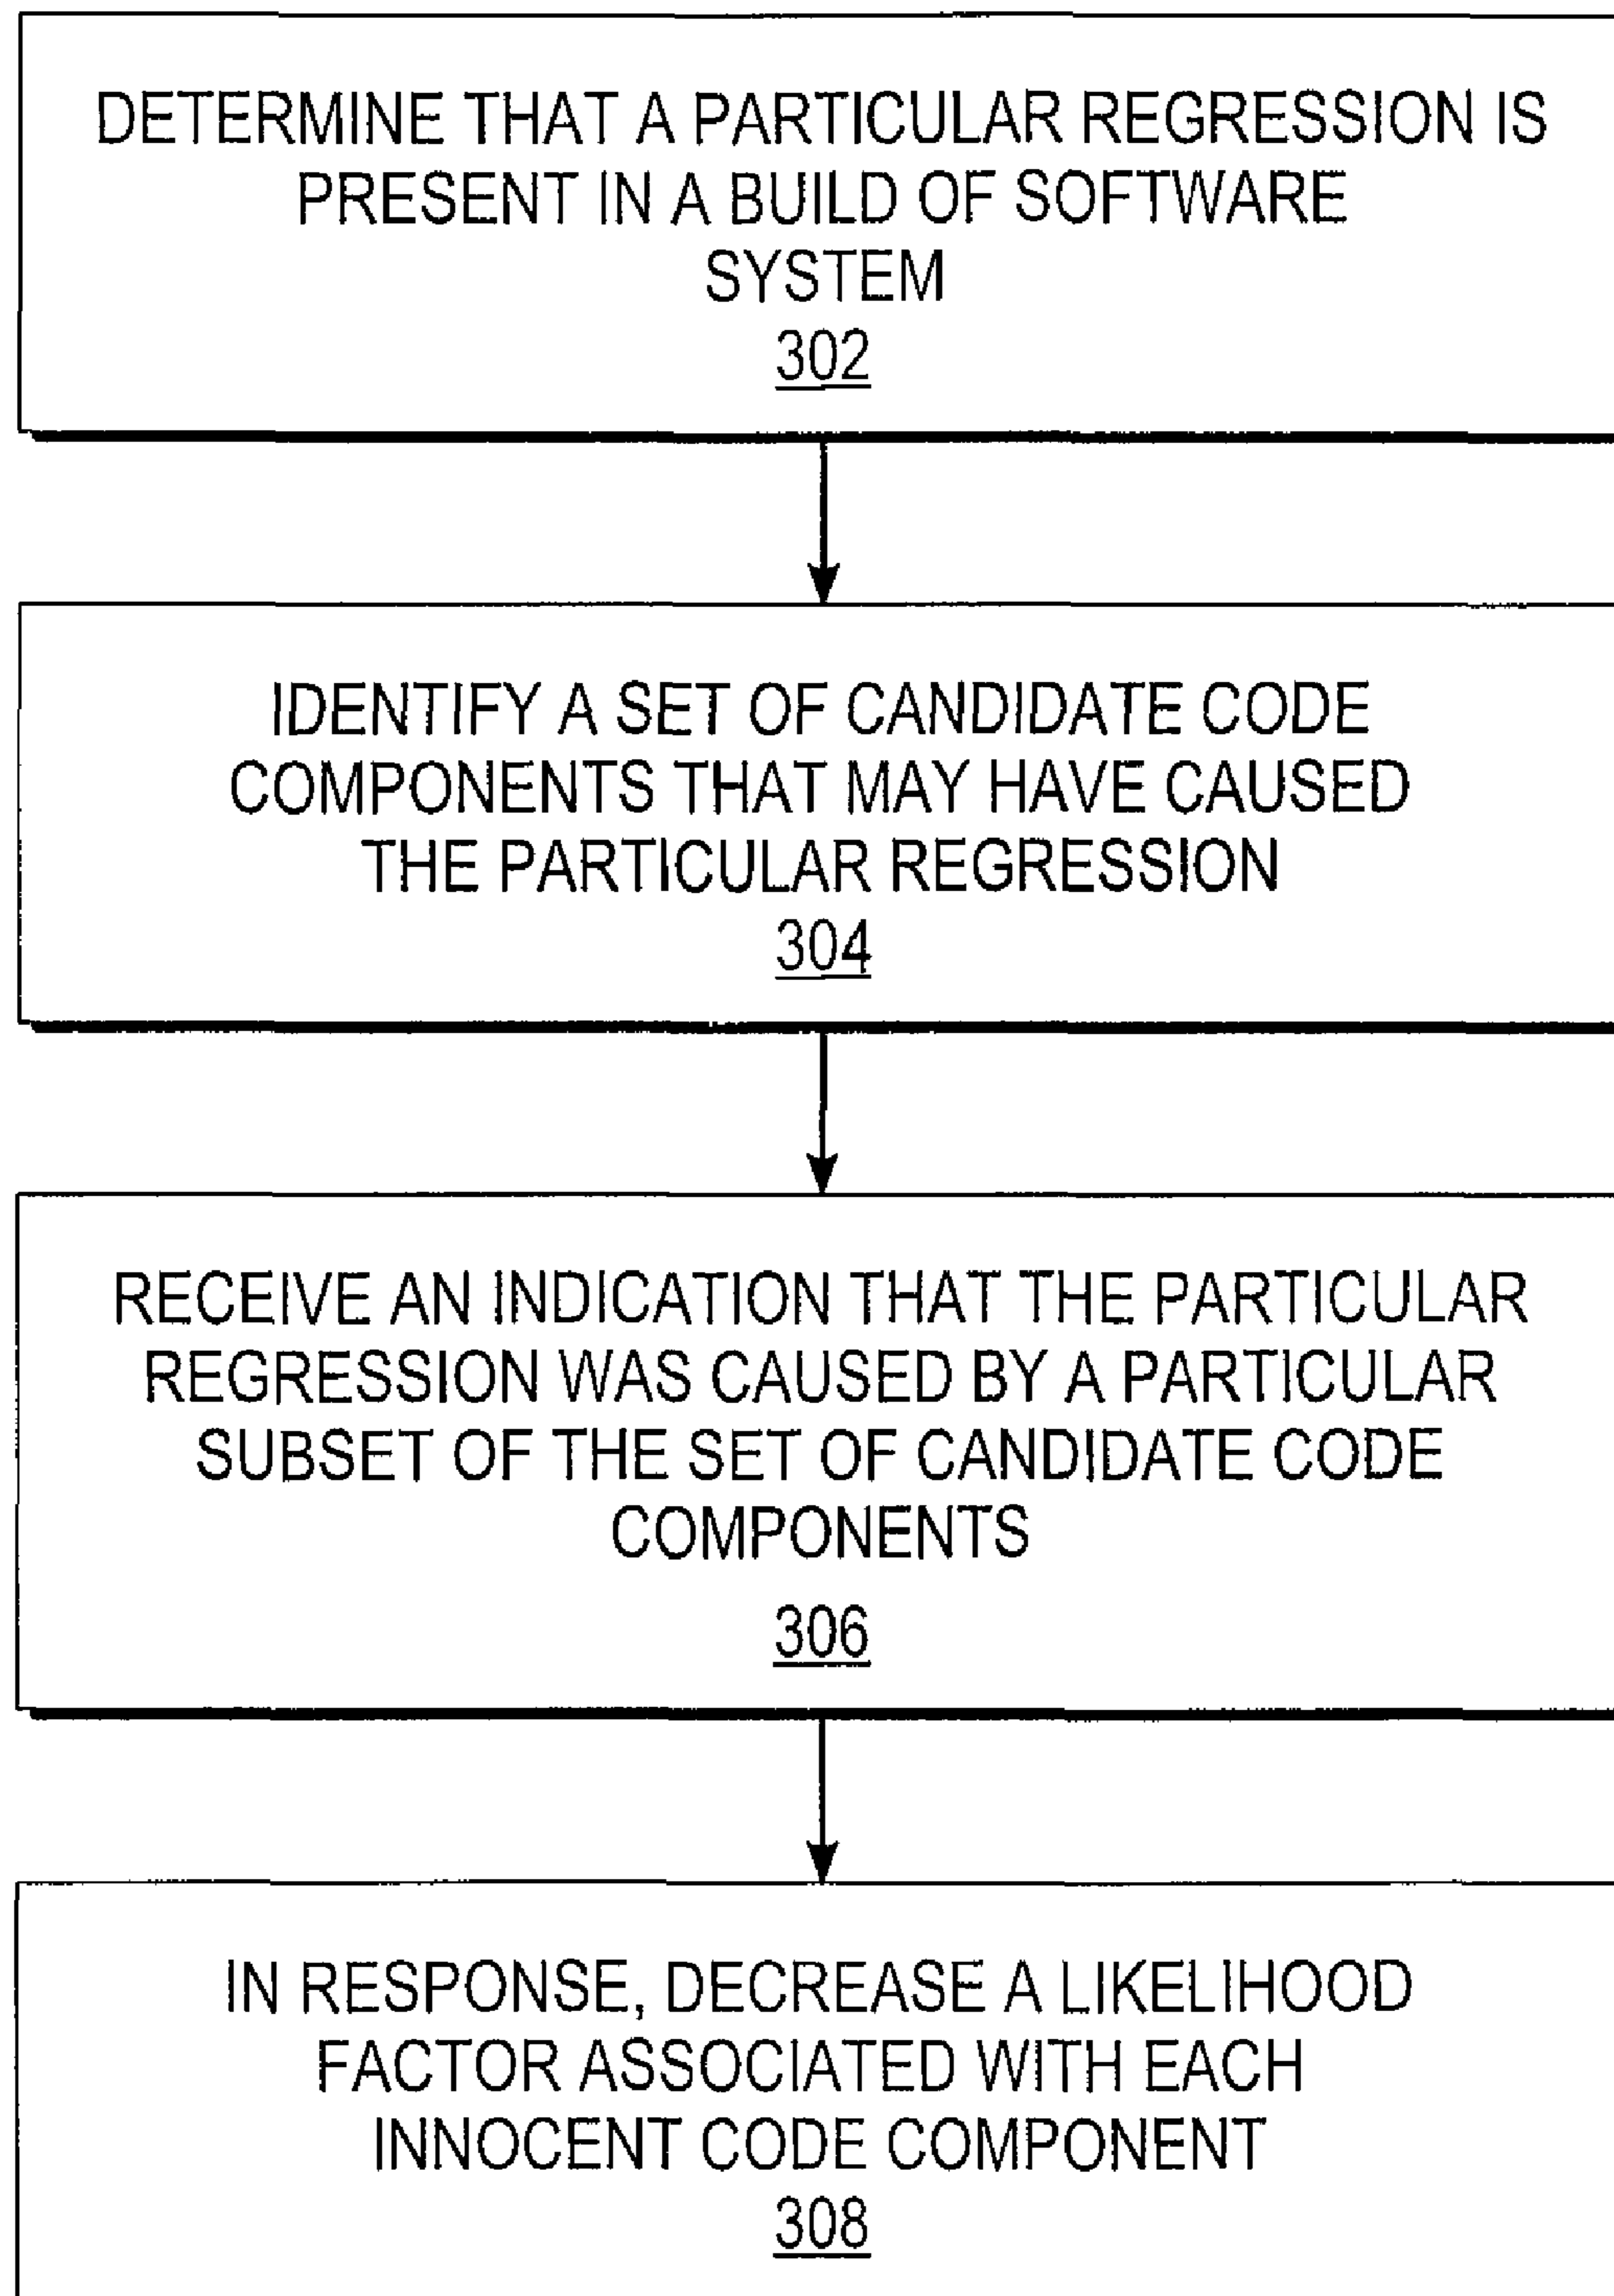 DETERMINE THAT A PARTICULAR REGRESSION IS
PRESENT IN A BUILD OF SOFTWARE
SYSTEM
302
IDENTIFY A SET OF CANDIDATE CODE
COMPONENTS THAT MAY HAVE CAUSED
THE PARTICULAR REGRESSION
304
RECEIVE AN INDICATION THAT THE PARTICULAR
REGRESSION WAS CAUSED BY A PARTICULAR
SUBSET OF THE SET OF CANDIDATE CODE
COMPONENTS
306
IN RESPONSE, DECREASE A LIKELIHOOD
FACTOR ASSOCIATED WITH EACH
INNOCENT CODE COMPONENT
308